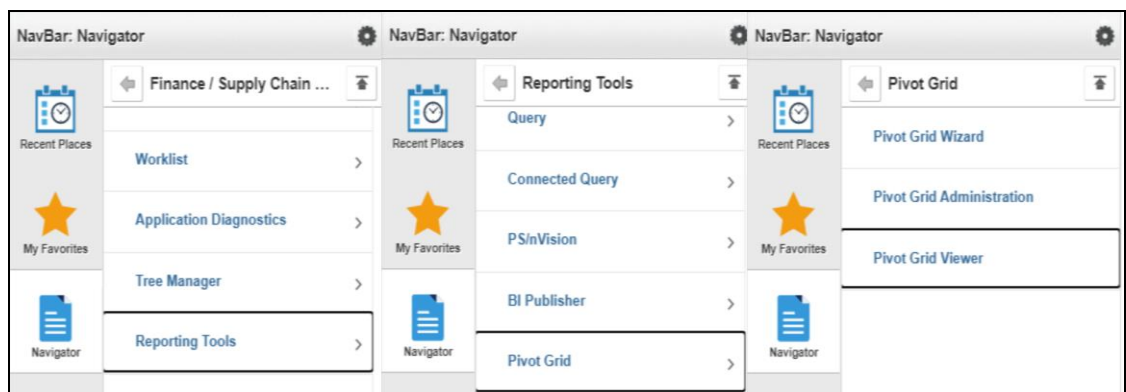 NavBar: Navigator
Recent Places
My Favorites
Navigator
Finance / Supply Chain ...
Worklist
Application Diagnostics
Tree Manager
Reporting Tools
NavBar: Navigator
Recent Places
My Favorites
Navigator
Reporting Tools
Query
Connected Query
PS/nVision
BI Publisher
Pivot Grid
NavBar: Navigator
Recent Places
My Favorites
Navigator
Pivot Grid
Pivot Grid Wizard
Pivot Grid Administration
Pivot Grid Viewer